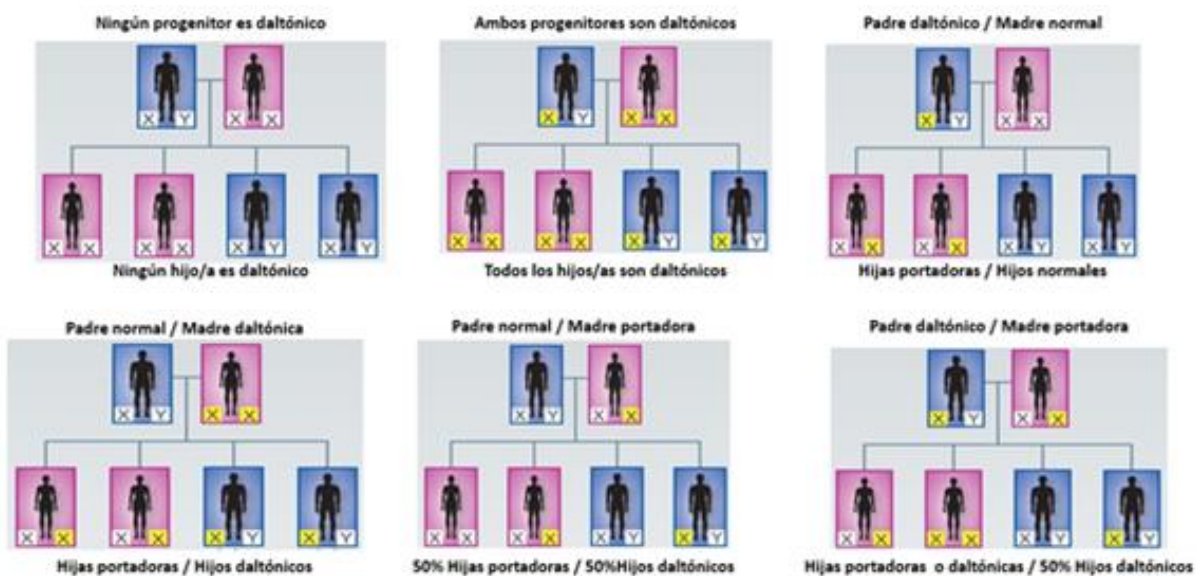 Ningún progenitor es daltónico
X Y X X
X X X X X Y X Y
Ningún hijo/a es daltónico
Ambos progenitores son daltónicos
X Y X X
X X X X X Y X Y
Todos los hijos/as son daltónicos
Padre daltónico / Madre normal
X Y X X
X X X X X Y X Y
Hijas portadoras / Hijos normales
Padre normal / Madre daltónica
X Y X X
X X X X X Y X Y
Hijas portadoras / Hijos daltónicos
Padre normal / Madre portadora
X Y X X
X X X X X Y X Y
50% Hijas portadoras / 50%Hijos daltónicos
Padre daltónico / Madre portadora
X Y X X
X X X X X Y X Y
Hijas portadoras o daltónicas / 50% Hijos daltónicos